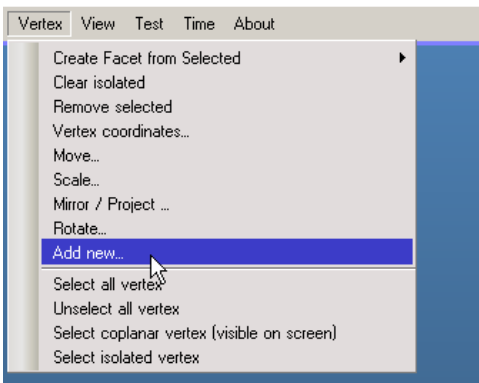 Vertex View Test Time About
Create Facet from Selected
Clear isolated
Remove selected
Vertex coordinates...
Move...
Scale...
Mirror / Project ...
Rotate...
Add new...
Select all vertex
Unselect all vertex
Select coplanar vertex (visible on screen)
Select isolated vertex